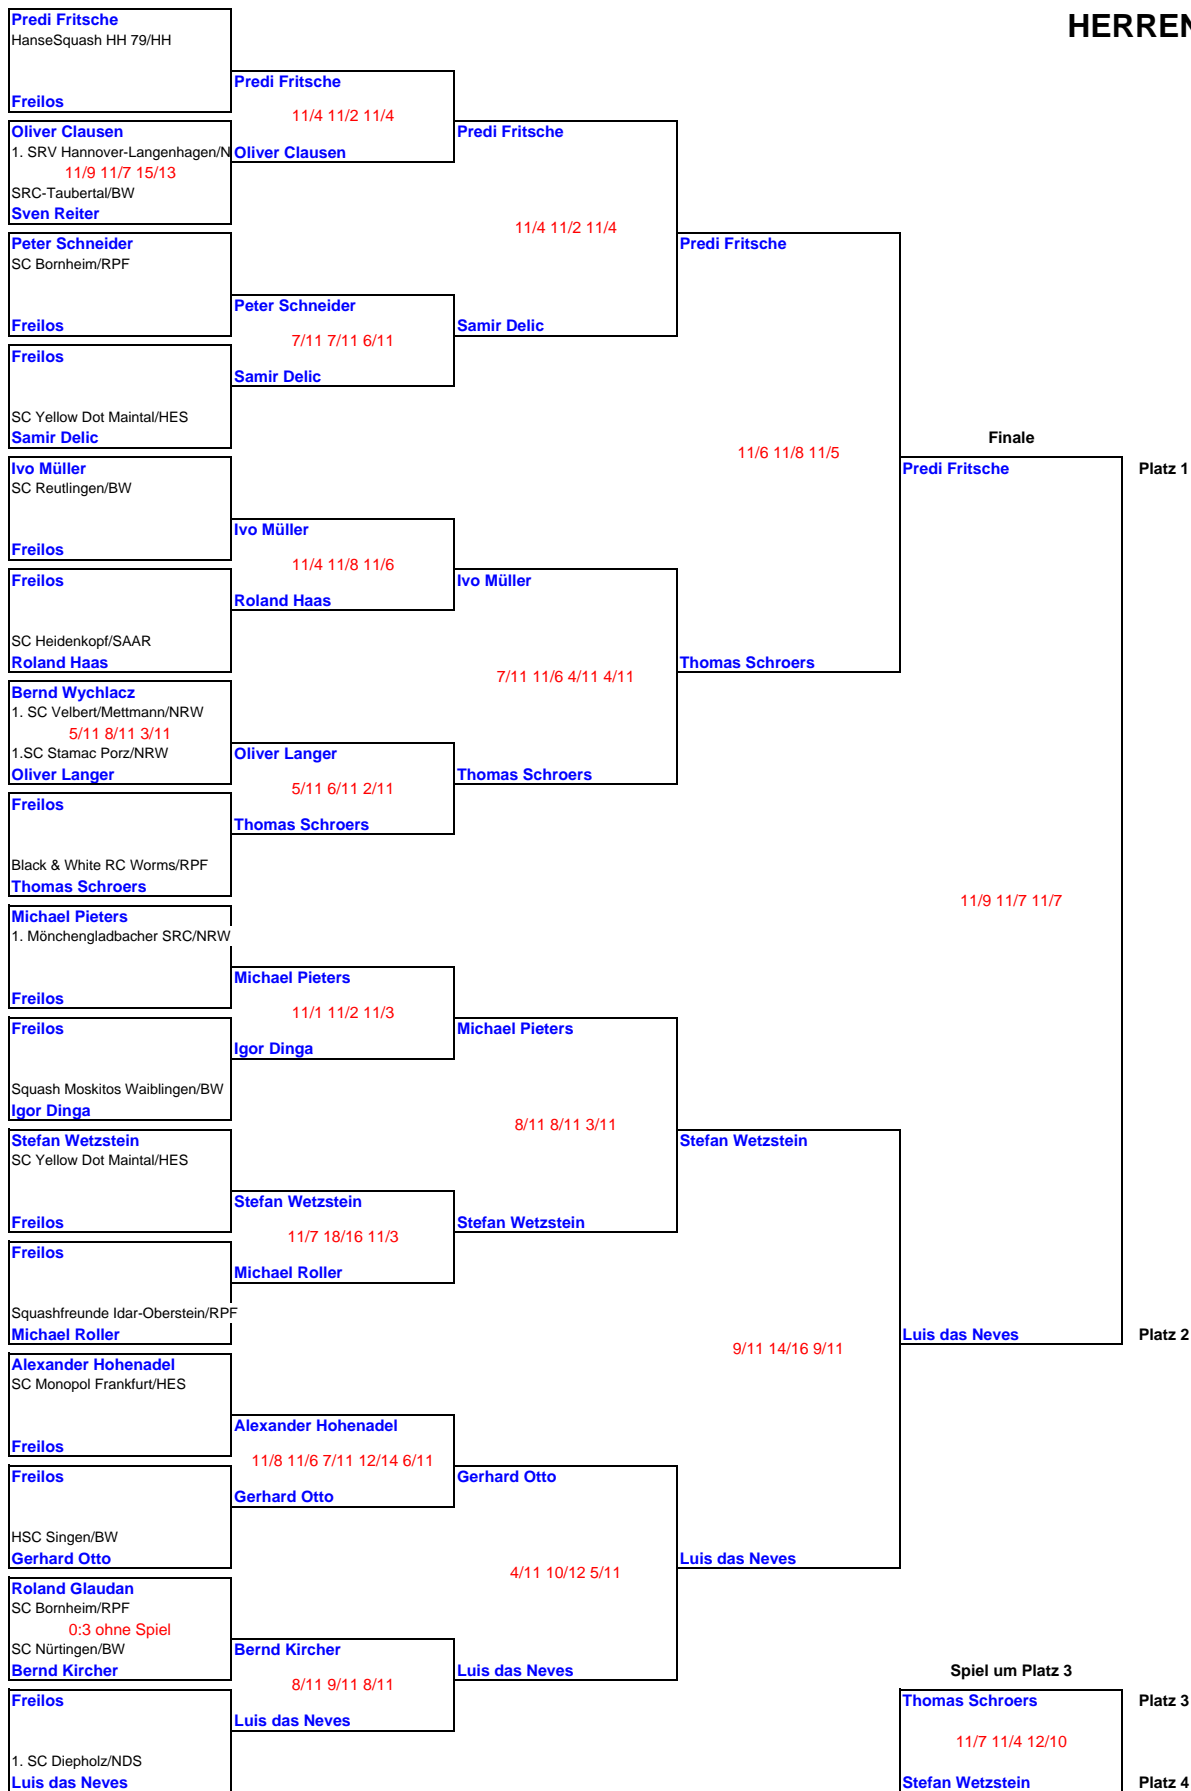 HERREN
Predi Fritsche
HanseSquash HH 79/HH
Freilos
Oliver Clausen
1. SRV Hannover-Langenhagen/N
11/9 11/7 15/13
SRC-Taubertal/BW
Sven Reiter
Peter Schneider
SC Bornheim/RPF
Freilos
Freilos
SC Yellow Dot Maintal/HES
Samir Delic
Ivo Müller
SC Reutlingen/BW
Freilos
Freilos
SC Heidenkopf/SAAR
Roland Haas
Bernd Wychlacz
1. SC Velbert/Mettmann/NRW
5/11 8/11 3/11
1.SC Stamac Porz/NRW
Oliver Langer
Freilos
Black & White RC Worms/RPF
Thomas Schroers
Michael Pieters
1. Mönchengladbacher SRC/NRW
Freilos
Freilos
Squash Moskitos Waiblingen/BW
Igor Dinga
Stefan Wetzstein
SC Yellow Dot Maintal/HES
Freilos
Freilos
Squashfreunde Idar-Oberstein/RPF
Michael Roller
Alexander Hohenadel
SC Monopol Frankfurt/HES
Freilos
Freilos
HSC Singen/BW
Gerhard Otto
Roland Glaudan
SC Bornheim/RPF
0:3 ohne Spiel
SC Nürtingen/BW
Bernd Kircher
Freilos
1. SC Diepholz/NDS
Luis das Neves
Predi Fritsche
11/4 11/2 11/4
Oliver Clausen
Peter Schneider
7/11 7/11 6/11
Samir Delic
Ivo Müller
11/4 11/8 11/6
Roland Haas
Oliver Langer
5/11 6/11 2/11
Thomas Schroers
Michael Pieters
11/1 11/2 11/3
Igor Dinga
Stefan Wetzstein
11/7 18/16 11/3
Michael Roller
Alexander Hohenadel
11/8 11/6 7/11 12/14 6/11
Gerhard Otto
Bernd Kircher
8/11 9/11 8/11
Luis das Neves
Predi Fritsche
11/4 11/2 11/4
Samir Delic
Ivo Müller
7/11 11/6 4/11 4/11
Thomas Schroers
Michael Pieters
8/11 8/11 3/11
Stefan Wetzstein
Gerhard Otto
4/11 10/12 5/11
Luis das Neves
Predi Fritsche
11/6 11/8 11/5
Thomas Schroers
Stefan Wetzstein
9/11 14/16 9/11
Luis das Neves
Finale
Predi Fritsche Platz 1
11/9 11/7 11/7
Luis das Neves Platz 2
Spiel um Platz 3
Thomas Schroers Platz 3
11/7 11/4 12/10
Stefan Wetzstein Platz 4